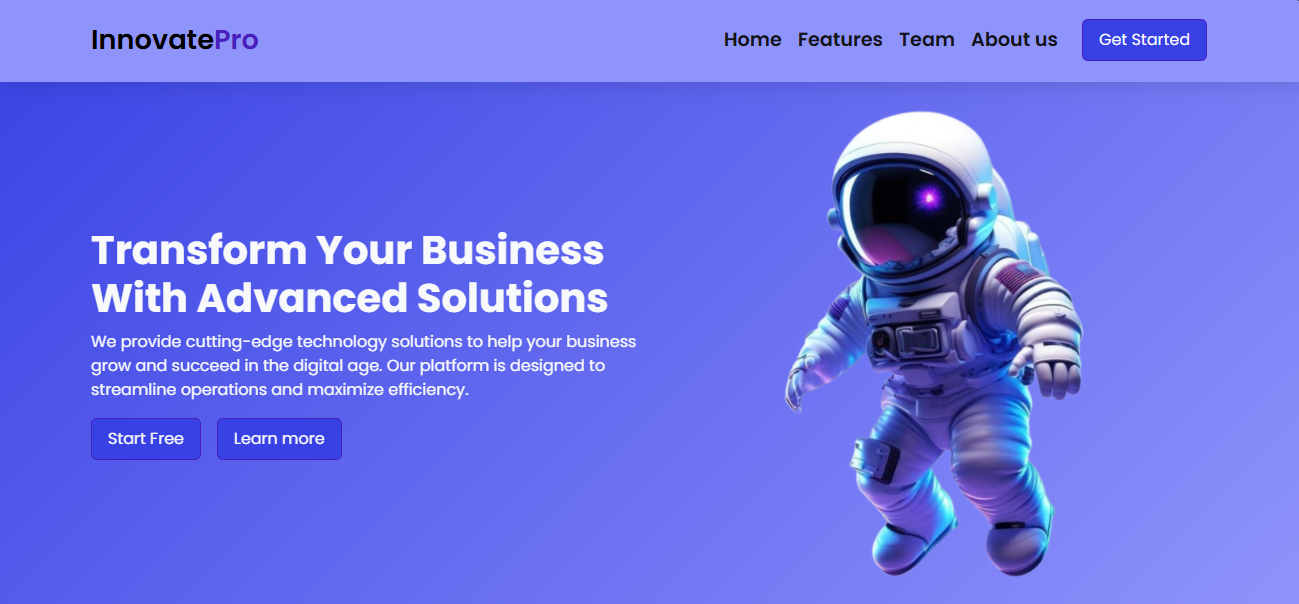 InnovatePro
Home Features Team About us Get Started
Transform Your Business
With Advanced Solutions
We provide cutting-edge technology solutions to help your business
grow and succeed in the digital age. Our platform is designed to
streamline operations and maximize efficiency.
Start Free Learn more